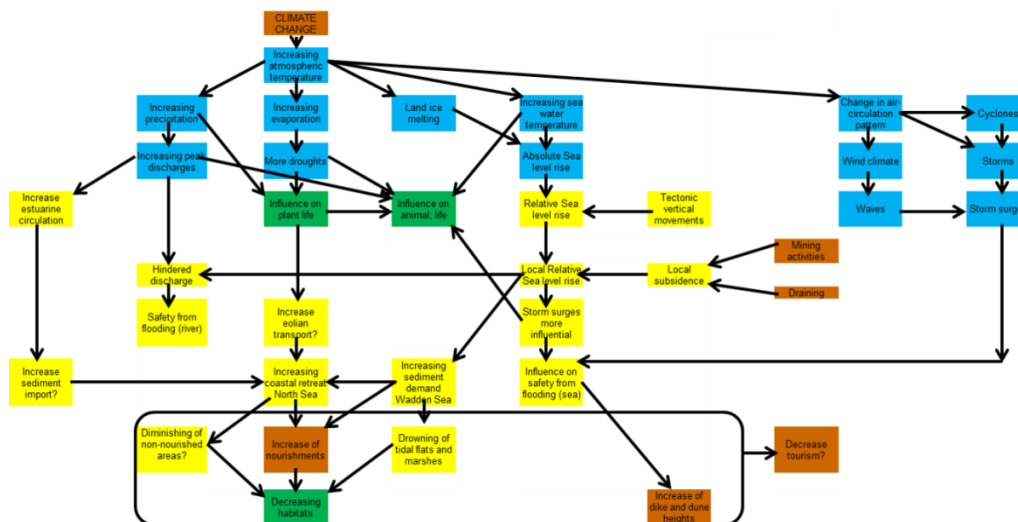 CLIMATE
CHANGE
Increasing
atmospheric
temperature
Increasing
precipitation
Increasing
evaporation
Land ice
melting
Increasing sea
water
temperature
Change in air-
circulation
pattern
Cyclones
Increasing peak
discharges
More droughts
Absolute Sea
level rise
Wind climate
Storms
Increase
estuarine
circulation
Influence on
plant life
Influence on
animal; life
Relative Sea
level rise
Tectonic
vertical
movements
Waves
Storm surge
Mining
activities
Hindered
discharge
Local Relative
Sea level rise
Local
subsidence
Draining
Safety from
flooding (river)
Increase
eolian
transport?
Storm surges
more
influential
Increase
sediment
import?
Increasing
coastal retreat
North Sea
Increasing
sediment
demand
Wadden Sea
Influence on
safety from
flooding (sea)
Diminishing of
non-nourished
areas?
Increase of
nourishments
Drowning of
tidal flats and
marshes
Decrease
tourism?
Decreasing
habitats
Increase of
dike and dune
heights